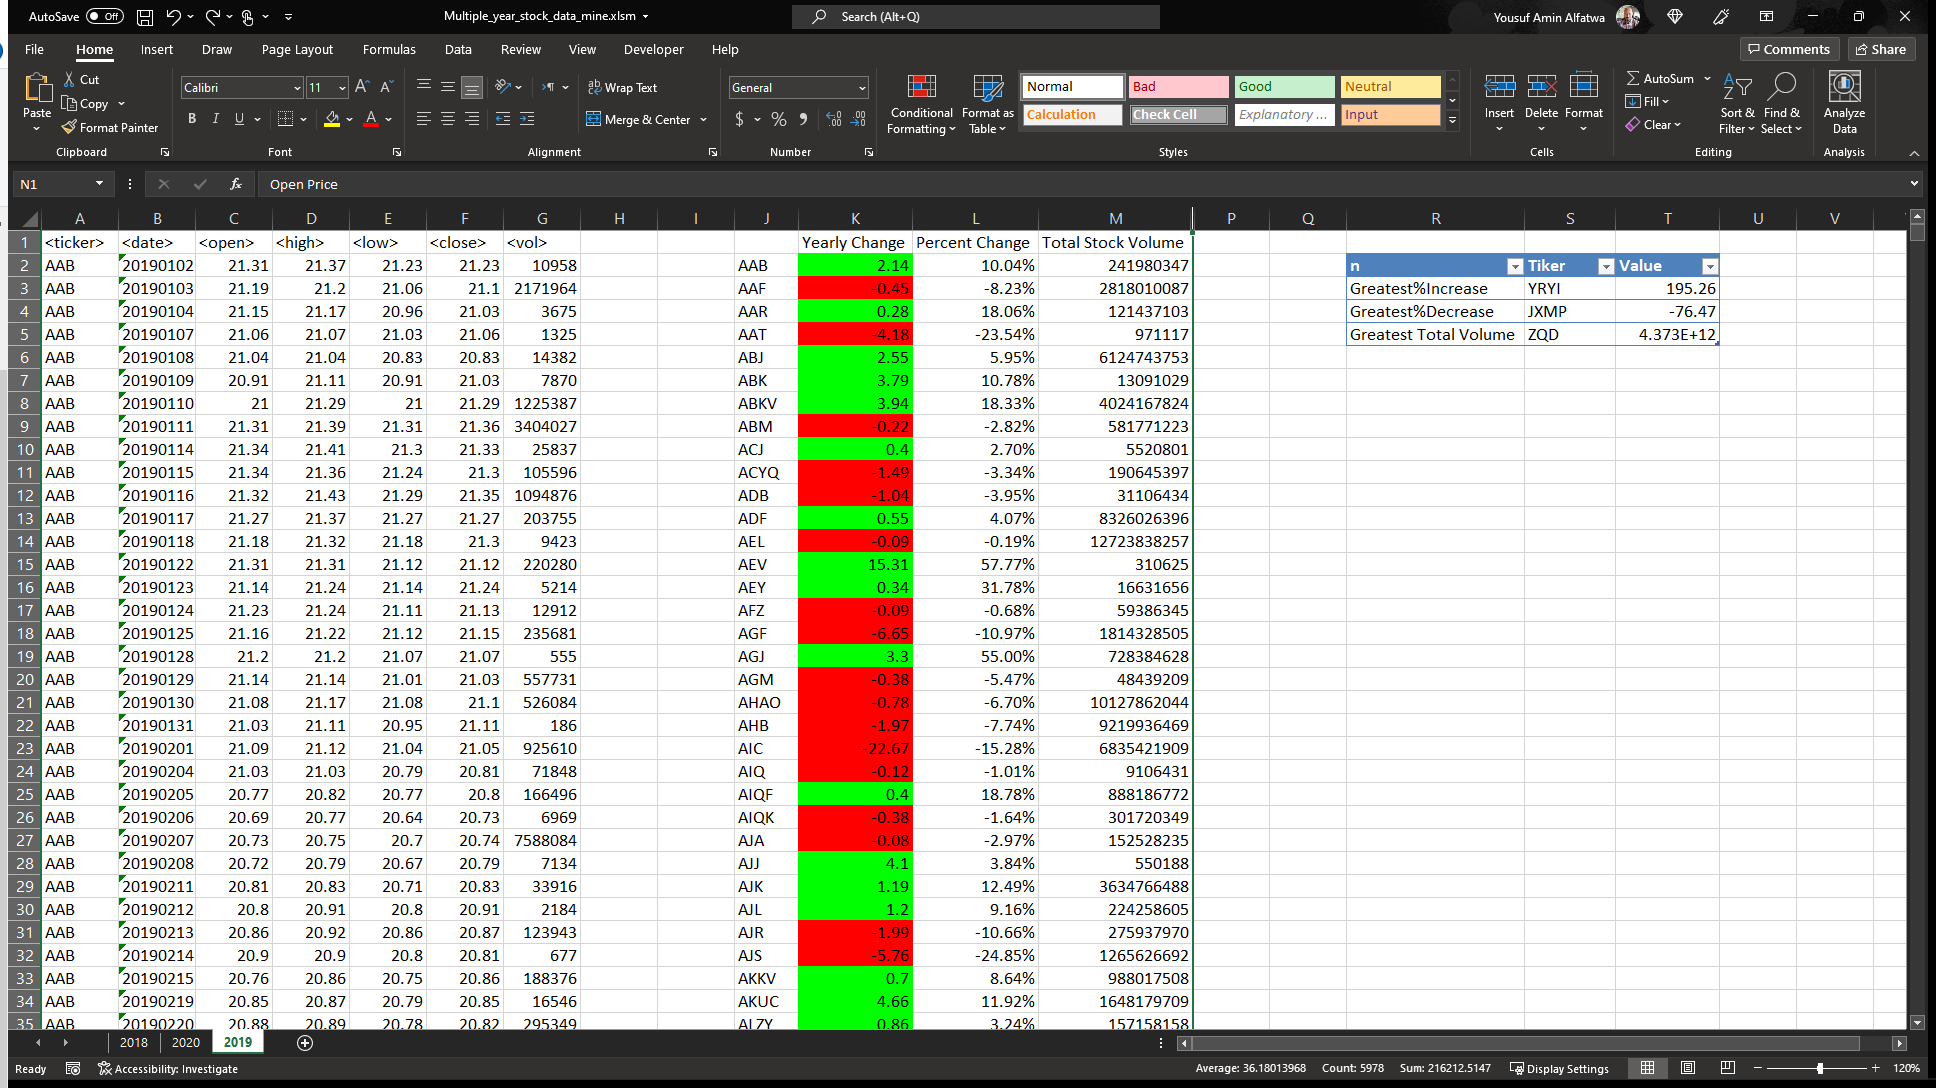 AutoSave Off Multiple_year_stock_data_mine.xlsm Search (Alt+Q) Yousuf Amin Alfatwa
File Home Insert Draw Page Layout Formulas Data Review View Developer Help Comments Share
Paste Cut Copy Format Painter Clipboard
Calibri 11 B I U A Font
Wrap Text Merge & Center Alignment
General $ % Number
Conditional Formatting Format as Table
Normal Bad Good Neutral
Calculation Check Cell Explanatory ... Input
Styles
Insert Delete Format Cells
AutoSum Fill Clear Sort & Filter Find & Select Editing
Analyze Data Analysis
N1 fx Open Price
A B C D E F G H I J K L M P Q R S T U V
1 <ticker> <date> <open> <high> <low> <close> <vol> Yearly Change Percent Change Total Stock Volume
2 AAB 20190102 21.31 21.37 21.23 21.23 10958 AAB 2.14 10.04% 241980347 n Tiker Value
3 AAB 20190103 21.19 21.2 21.06 21.1 2171964 AAF -0.45 -8.23% 2818010087 Greatest%Increase YRYI 195.26
4 AAB 20190104 21.15 21.17 20.96 21.03 3675 AAR 0.28 18.06% 121437103 Greatest%Decrease JXMP -76.47
5 AAB 20190107 21.06 21.07 21.03 21.06 1325 AAT -4.18 -23.54% 971117 Greatest Total Volume ZQD 4.373E+12
6 AAB 20190108 21.04 21.04 20.83 20.83 14382 ABJ 2.55 5.95% 6124743753
7 AAB 20190109 20.91 21.11 20.91 21.03 7870 ABK 3.79 10.78% 13091029
8 AAB 20190110 21 21.29 21 21.29 1225387 ABKV 3.94 18.33% 4024167824
9 AAB 20190111 21.31 21.39 21.31 21.36 3404027 ABM -0.22 -2.82% 581771223
10 AAB 20190114 21.34 21.41 21.3 21.33 25837 ACJ 0.4 2.70% 5520801
11 AAB 20190115 21.34 21.36 21.24 21.3 105596 ACYQ -1.49 -3.34% 190645397
12 AAB 20190116 21.32 21.43 21.29 21.35 1094876 ADB -1.04 -3.95% 31106434
13 AAB 20190117 21.27 21.37 21.27 21.27 203755 ADF 0.55 4.07% 8326026396
14 AAB 20190118 21.18 21.32 21.18 21.3 9423 AEL -0.09 -0.19% 12723838257
15 AAB 20190122 21.31 21.31 21.12 21.12 220280 AEV 15.31 57.77% 310625
16 AAB 20190123 21.14 21.24 21.14 21.24 5214 AEY 0.34 31.78% 16631656
17 AAB 20190124 21.23 21.24 21.11 21.13 12912 AFZ -0.09 -0.68% 59386345
18 AAB 20190125 21.16 21.22 21.12 21.15 235681 AGF -6.65 -10.97% 1814328505
19 AAB 20190128 21.2 21.2 21.07 21.07 555 AGJ 3.3 55.00% 728384628
20 AAB 20190129 21.14 21.14 21.01 21.03 557731 AGM -0.38 -5.47% 48439209
21 AAB 20190130 21.08 21.17 21.08 21.1 526084 AHAO -0.78 -6.70% 10127862044
22 AAB 20190131 21.03 21.11 20.95 21.11 186 AHB -1.97 -7.74% 9219936469
23 AAB 20190201 21.09 21.12 21.04 21.05 925610 AIC -22.67 -15.28% 6835421909
24 AAB 20190204 21.03 21.03 20.79 20.81 71848 AIQ -0.12 -1.01% 9106431
25 AAB 20190205 20.77 20.82 20.77 20.8 166496 AIQF 0.4 18.78% 888186772
26 AAB 20190206 20.69 20.77 20.64 20.73 6969 AIQK -0.38 -1.64% 301720349
27 AAB 20190207 20.73 20.75 20.7 20.74 7588084 AJA -0.08 -2.97% 152528235
28 AAB 20190208 20.72 20.79 20.67 20.79 7134 AJJ 4.1 3.84% 550188
29 AAB 20190211 20.81 20.83 20.71 20.83 33916 AJK 1.19 12.49% 3634766488
30 AAB 20190212 20.8 20.91 20.8 20.91 2184 AJL 1.2 9.16% 224258605
31 AAB 20190213 20.86 20.92 20.86 20.87 123943 AJR -1.99 -10.66% 275937970
32 AAB 20190214 20.9 20.9 20.8 20.81 677 AJS -5.76 -24.85% 1265626692
33 AAB 20190215 20.76 20.86 20.75 20.86 188376 AKKV 0.7 8.64% 988017508
34 AAB 20190219 20.85 20.87 20.79 20.85 16546 AKUC 4.66 11.92% 1648179709
35 AAB 20190220 20.88 20.89 20.78 20.82 295349 ALZY 0.86 3.24% 157158158
2018 2020 2019
Ready Accessibility: Investigate Average: 36.18013968 Count: 5978 Sum: 216212.5147 Display Settings 120%